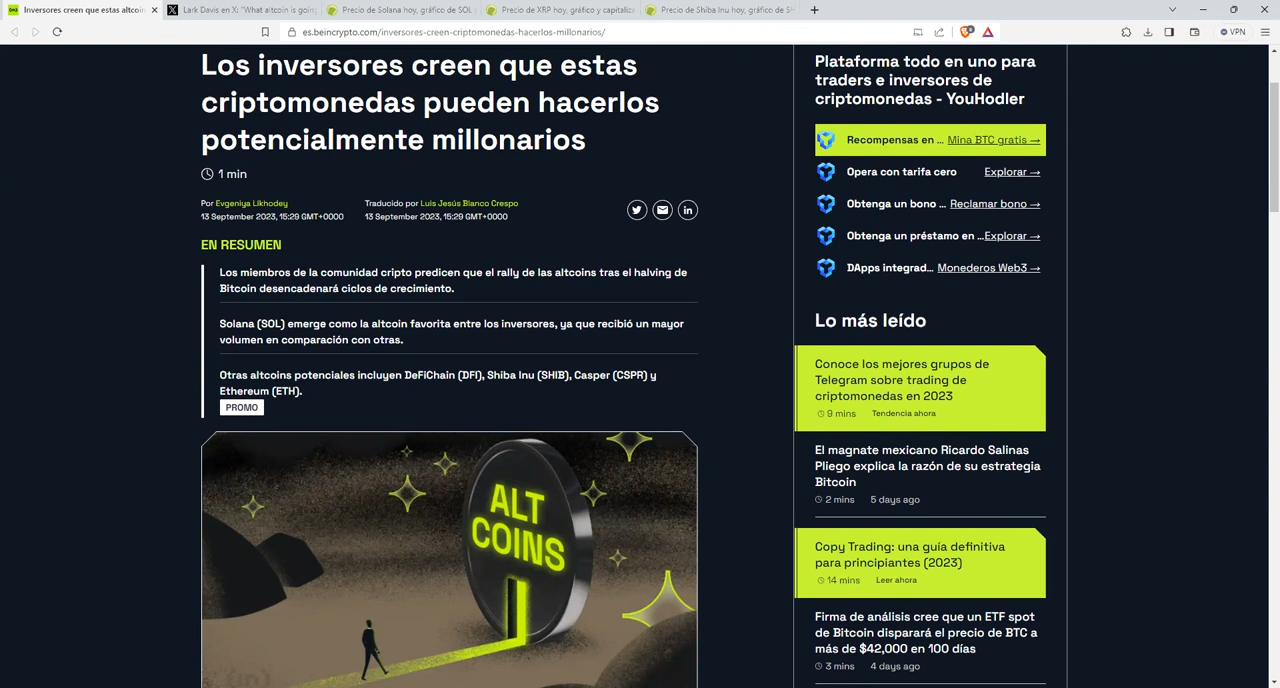 Inversores creen que estas altcoin
Lark Davis en X: "What altcoin is going
Precio de Solana hoy, gráfico de SOL
Precio de XRP hoy, gráfico y capitaliza
Precio de Shiba Inu hoy, gráfico de SH
es.beincrypto.com/inversores-creen-criptomonedas-hacerlos-millonarios/
VPN
Los inversores creen que estas
criptomonedas pueden hacerlos
potencialmente millonarios
1 min
Por Evgeniya Likhodey
13 September 2023, 15:29 GMT+0000
Traducido por Luis Jesús Blanco Crespo
13 September 2023, 15:29 GMT+0000
EN RESUMEN
Los miembros de la comunidad cripto predicen que el rally de las altcoins tras el halving de
Bitcoin desencadenará ciclos de crecimiento.
Solana (SOL) emerge como la altcoin favorita entre los inversores, ya que recibió un mayor
volumen en comparación con otras.
Otras altcoins potenciales incluyen DeFiChain (DFI), Shiba Inu (SHIB), Casper (CSPR) y
Ethereum (ETH).
PROMO
ALT
COINS
Plataforma todo en uno para
traders e inversores de
criptomonedas - YouHodler
Recompensas en ... Mina BTC gratis →
Opera con tarifa cero Explorar →
Obtenga un bono ... Reclamar bono →
Obtenga un préstamo en ... Explorar →
DApps integrad... Monederos Web3 →
Lo más leído
Conoce los mejores grupos de
Telegram sobre trading de
criptomonedas en 2023
9 mins Tendencia ahora
El magnate mexicano Ricardo Salinas
Pliego explica la razón de su estrategia
Bitcoin
2 mins 5 days ago
Copy Trading: una guía definitiva
para principiantes (2023)
14 mins Leer ahora
Firma de análisis cree que un ETF spot
de Bitcoin disparará el precio de BTC a
más de $42,000 en 100 días
3 mins 4 days ago